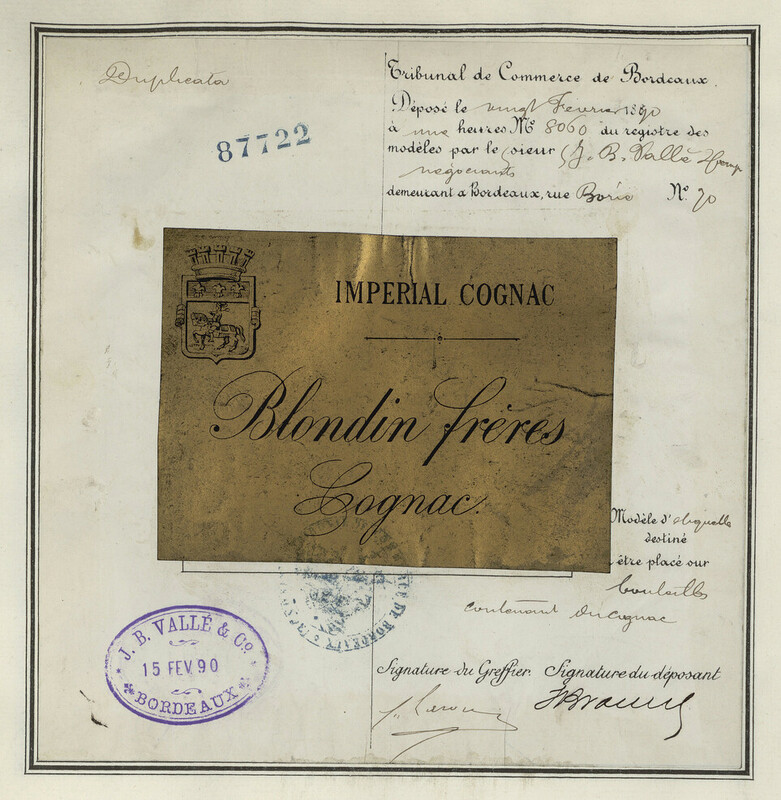 Duplicata
87722
Tribunal de Commerce de Bordeaux
Déposé le vingt Février 1890
à une heures No 8060 du registre des
modèles par le sieur J. B. Vallé & Comp
négociants
demeurant à Bordeaux, rue Borie No 70
IMPERIAL COGNAC
Blondin frères
Cognac.
Modèle d'étiquette
destiné
être placé sur
bouteilles
contenant du cognac
DE BORDEAUX
J. B. VALLÉ & Co.
15 FEV 90
BORDEAUX
Signature du Greffier. Signature du déposant